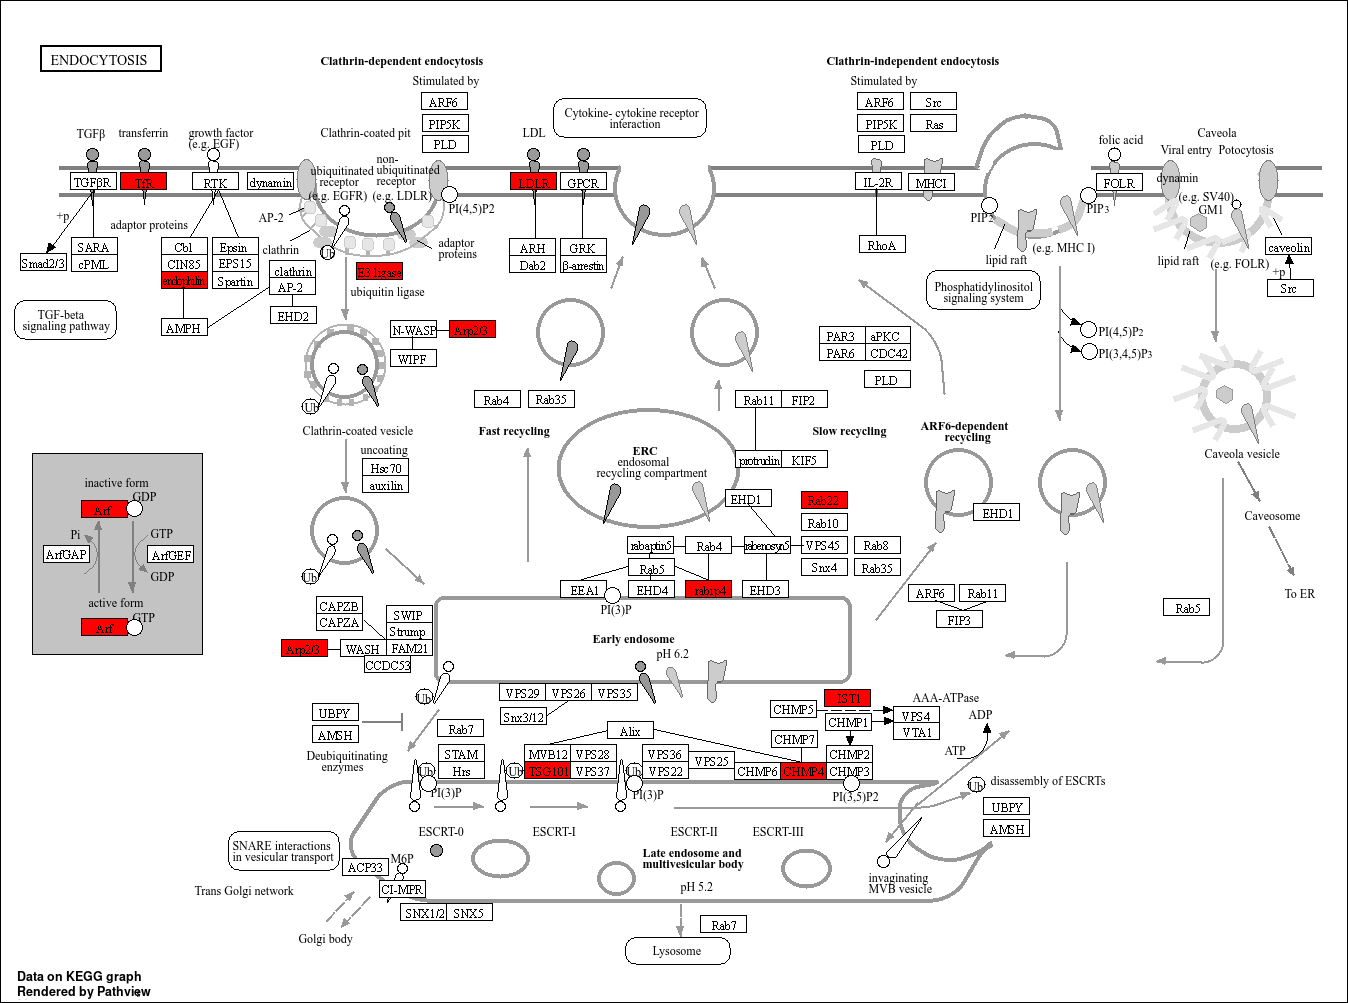 ENDOCYTOSIS
Clathrin-dependent endocytosis
Stimulated by
ARF6
PIP5K
PLD
Clathrin-independent endocytosis
Stimulated by
ARF6
Src
PIP5K
Ras
PLD
Cytokine- cytokine receptor
interaction
TGFβ
transferrin
growth factor
(e.g. EGF)
Clathrin-coated pit
LDL
folic acid
Caveola
Viral entry
Potocytosis
TGFβR
TfR
RTK
dynamin
ubiquitinated
receptor
(e.g. EGFR)
non-
ubiquitinated
receptor
(e.g. LDLR)
LDLR
GPCR
IL-2R
MHCI
FOLR
dynamin
(e.g. SV40)
GM1
PI(4,5)P2
PIP2
PIP3
+p
adaptor proteins
AP-2
clathrin
Ub
adaptor
proteins
Smad2/3
SARA
cPML
Cbl
CIN85
endophilin
Epsin
EPS15
Spartin
clathrin
AP-2
EHD2
AMPH
E3 ligase
ubiquitin ligase
ARH
Dab2
GRK
β-arrestin
RhoA
lipid raft
(e.g. MHC I)
lipid raft
(e.g. FOLR)
caveolin
+p
Src
TGF-beta
signaling pathway
Phosphatidylinositol
signaling system
N-WASP
Arp2/3
WIPF
PAR3
aPKC
PAR6
CDC42
PLD
PI(4,5)P2
PI(3,4,5)P3
Ub
Rab4
Rab35
Rab11
FIP2
Clathrin-coated vesicle
Fast recycling
Slow recycling
ARF6-dependent
recycling
uncoating
Hsc70
auxilin
ERC
endosomal
recycling compartment
protrudin
KIF5
Caveola vesicle
inactive form
Arf
GDP
Pi
GTP
ArfGAP
ArfGEF
GDP
active form
Arf
GTP
EHD1
Rab22
Rab10
EHD1
Caveosome
rabaptin5
Rab4
rabenosyn5
VPS45
Rab8
Rab5
Snx4
Rab35
Ub
EEA1
EHD4
rabip4
EHD3
PI(3)P
ARF6
Rab11
FIP3
To ER
Rab5
CAPZB
CAPZA
SWIP
Strump
Arp2/3
WASH
FAM21
CCDC53
Early endosome
pH 6.2
Ub
VPS29
VPS26
VPS35
Snx3/12
IST1
AAA-ATPase
CHMP5
CHMP1
VPS4
VTA1
ADP
ATP
UBPY
AMSH
Deubiquitinating
enzymes
Rab7
Alix
CHMP7
STAM
Hrs
MVB12
VPS28
TSG101
VPS37
VPS36
VPS22
VPS25
CHMP6
CHMP4
CHMP2
CHMP3
Ub
Ub
Ub
PI(3)P
PI(3)P
PI(3,5)P2
Ub
disassembly of ESCRTs
UBPY
AMSH
ESCRT-0
ESCRT-I
ESCRT-II
ESCRT-III
SNARE interactions
in vesicular transport
Late endosome and
multivesicular body
ACP33
M6P
CI-MPR
invaginating
MVB vesicle
pH 5.2
Trans Golgi network
SNX1/2
SNX5
Golgi body
Rab7
Lysosome
Data on KEGG graph
Rendered by Pathview